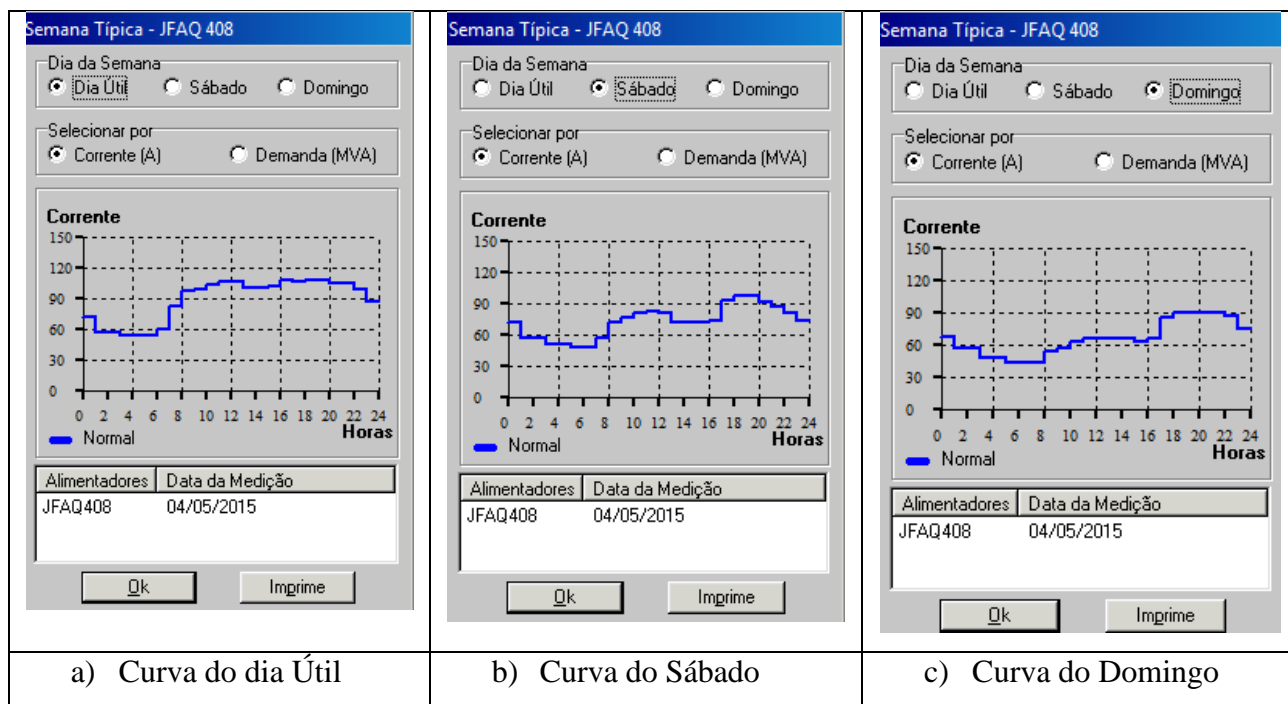 Semana Típica - JFAQ 408
Dia da Semana
Dia Útil Sábado Domingo
Selecionar por
Corrente (A) Demanda (MVA)
Corrente
150
120
90
60
30
0
0 2 4 6 8 10 12 14 16 18 20 22 24
Normal Horas
Alimentadores Data da Medição
JFAQ408 04/05/2015
Ok Imprime
a) Curva do dia Útil
Semana Típica - JFAQ 408
Dia da Semana
Dia Útil Sábado Domingo
Selecionar por
Corrente (A) Demanda (MVA)
Corrente
150
120
90
60
30
0
0 2 4 6 8 10 12 14 16 18 20 22 24
Normal Horas
Alimentadores Data da Medição
JFAQ408 04/05/2015
Ok Imprime
b) Curva do Sábado
Semana Típica - JFAQ 408
Dia da Semana
Dia Útil Sábado Domingo
Selecionar por
Corrente (A) Demanda (MVA)
Corrente
150
120
90
60
30
0
0 2 4 6 8 10 12 14 16 18 20 22 24
Normal Horas
Alimentadores Data da Medição
JFAQ408 04/05/2015
Ok Imprime
c) Curva do Domingo